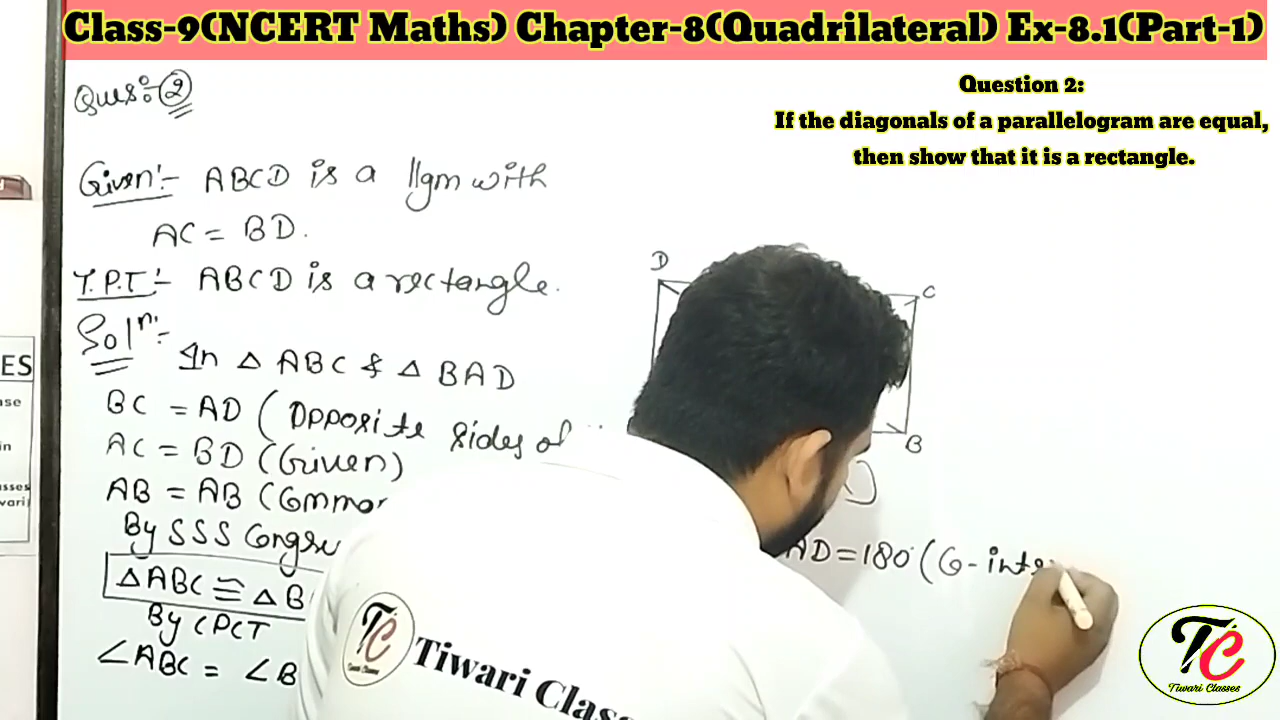 Class-9(NCERT Maths) Chapter-8(Quadrilateral) Ex-8.1(Part-1)
Question 2:
If the diagonals of a parallelogram are equal,
then show that it is a rectangle.
Ques:- 2
Given:- ABCD is a ||gm with
AC = BD.
T.P.T:- ABCD is a rectangle.
Solⁿ:-
In △ ABC & △ BAD
BC = AD (Opposite sides of
AC = BD (Given)
AB = AB (Common
By SSS Congru
△ABC ≅ △B
By CPCT
∠ABC = ∠B
D
C
B
AD = 180° (Co-inte
ES
in
Tiwari Class
TC
Tiwari Classes